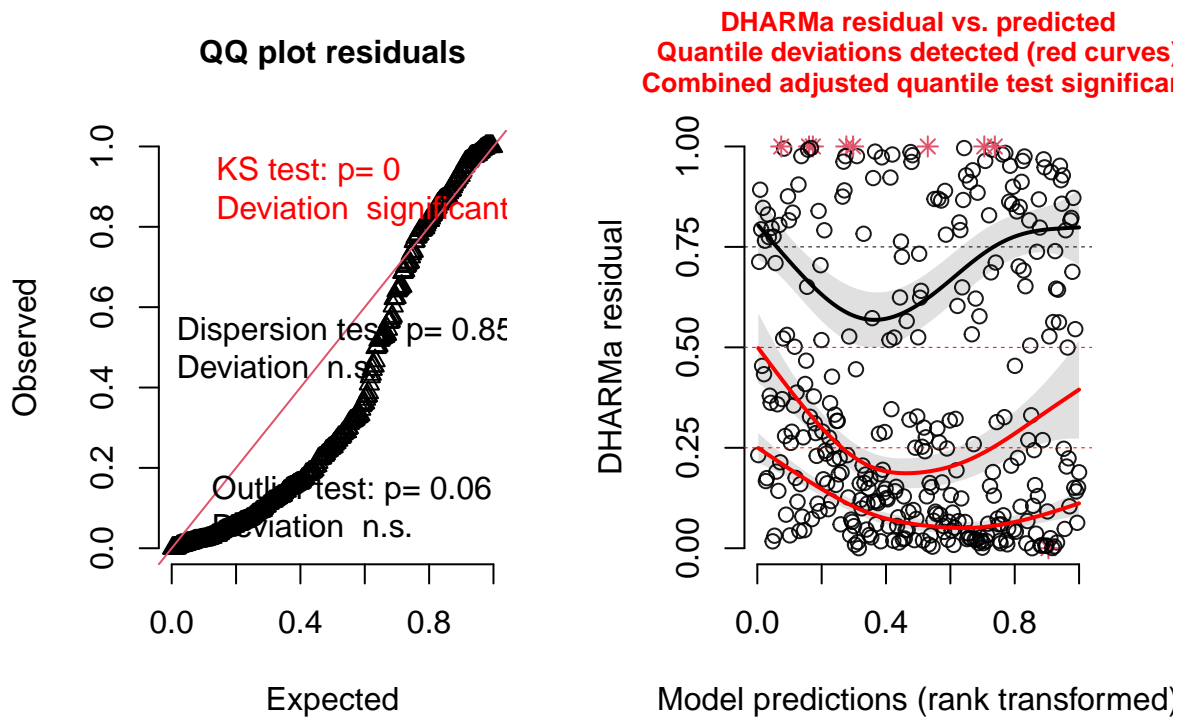 QQ plot residuals
KS test: p= 0
Deviation  significant
Dispersion test: p= 0.85
Deviation  n.s.
Outlier test: p= 0.06
Deviation  n.s.
Observed
0.0
0.2
0.4
0.6
0.8
1.0
0.0
0.4
0.8
Expected
DHARMa residual vs. predicted
Quantile deviations detected (red curves)
Combined adjusted quantile test significan
DHARMa residual
0.00
0.25
0.50
0.75
1.00
0.0
0.4
0.8
Model predictions (rank transformed)